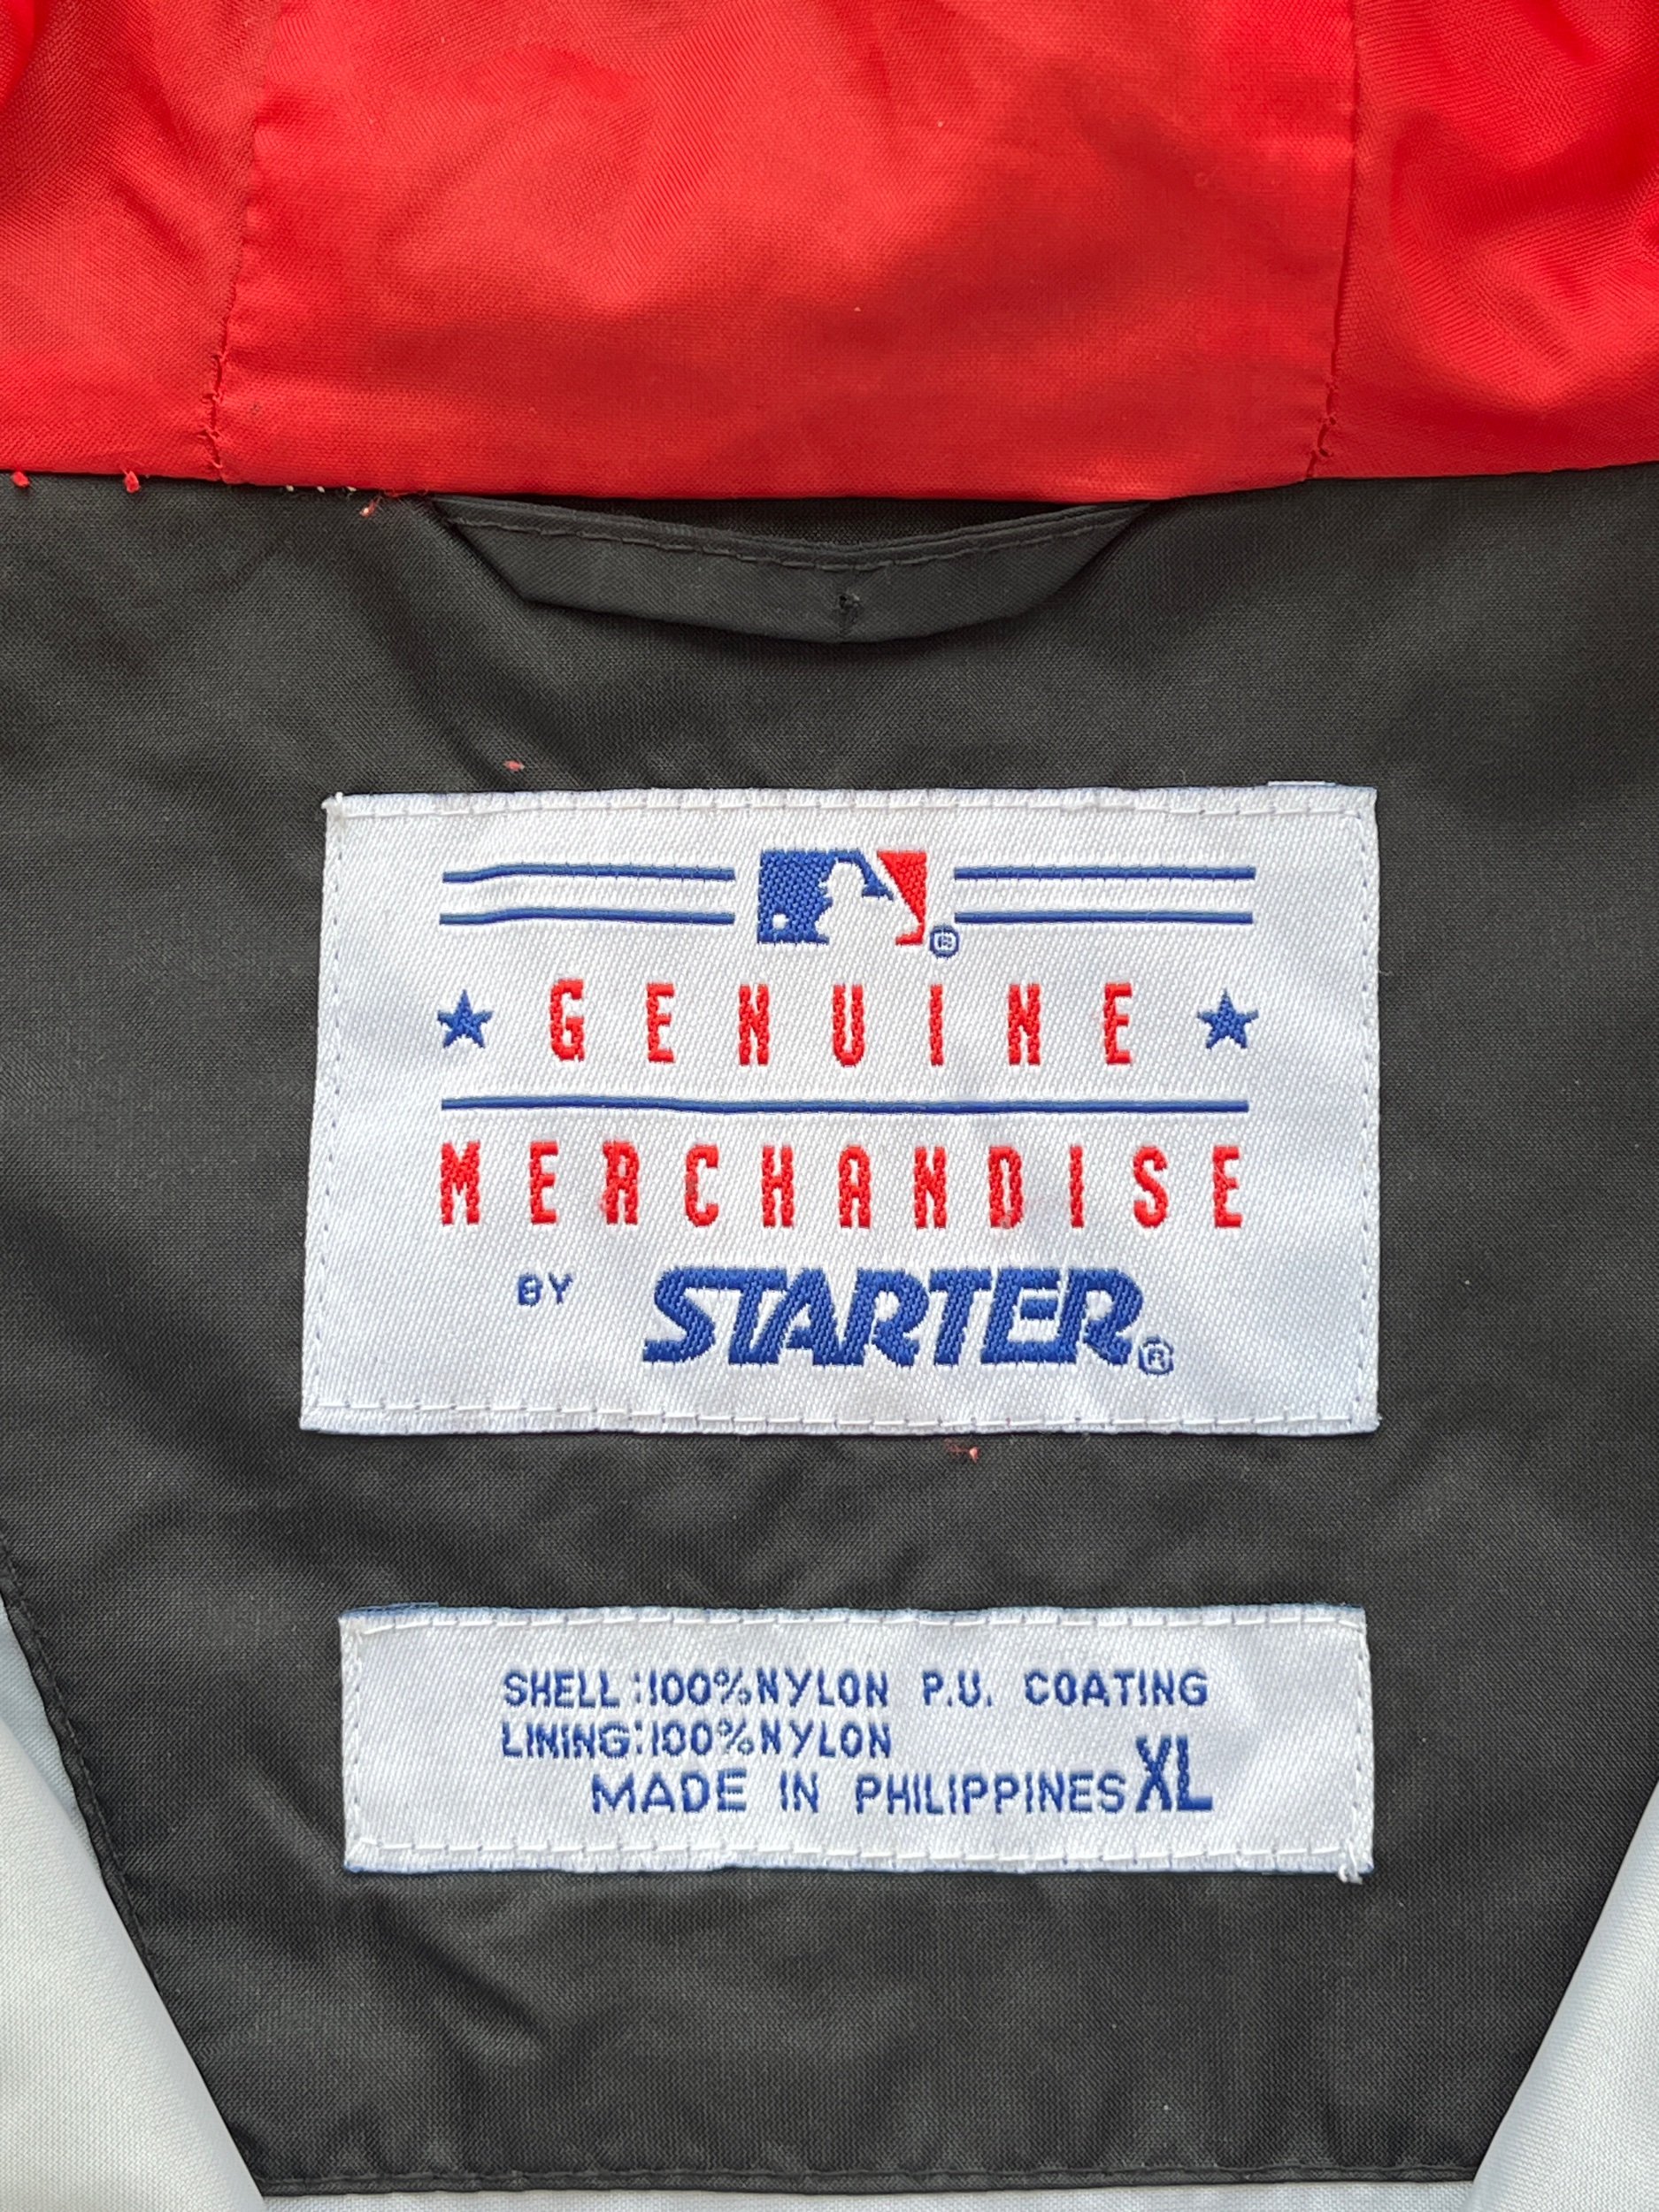 GENUINE
MERCHANDISE
BY STARTER®
SHELL:100%NYLON P.U. COATING
LINING:100%NYLON
MADE IN PHILIPPINES XL